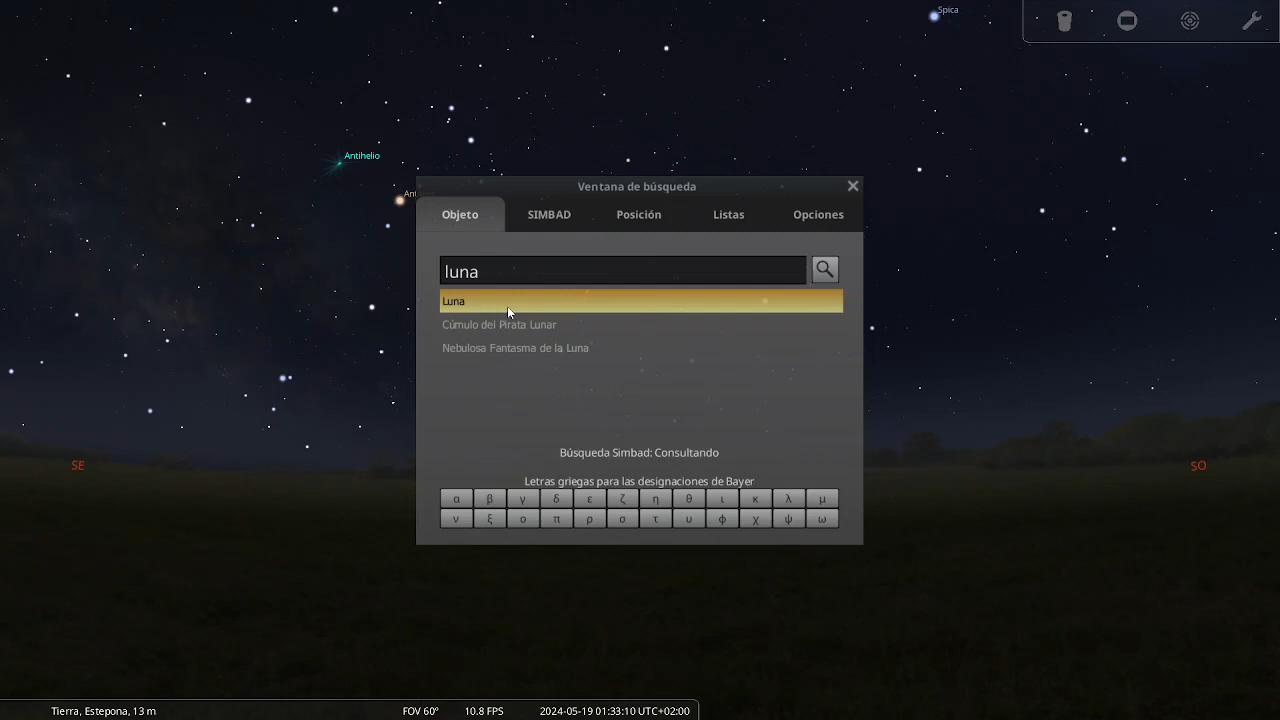 Spica
Antihelio
Ventana de búsqueda
Objeto SIMBAD Posición Listas Opciones
luna
Luna
Cúmulo del Pirata Lunar
Nebulosa Fantasma de la Luna
Búsqueda Simbad: Consultando
SE
SO
Letras griegas para las designaciones de Bayer
α β γ δ ε ζ η θ ι κ λ μ
ν ξ ο π ρ σ τ υ φ χ ψ ω
Tierra, Estepona, 13 m FOV 60° 10.8 FPS 2024-05-19 01:33:10 UTC+02:00